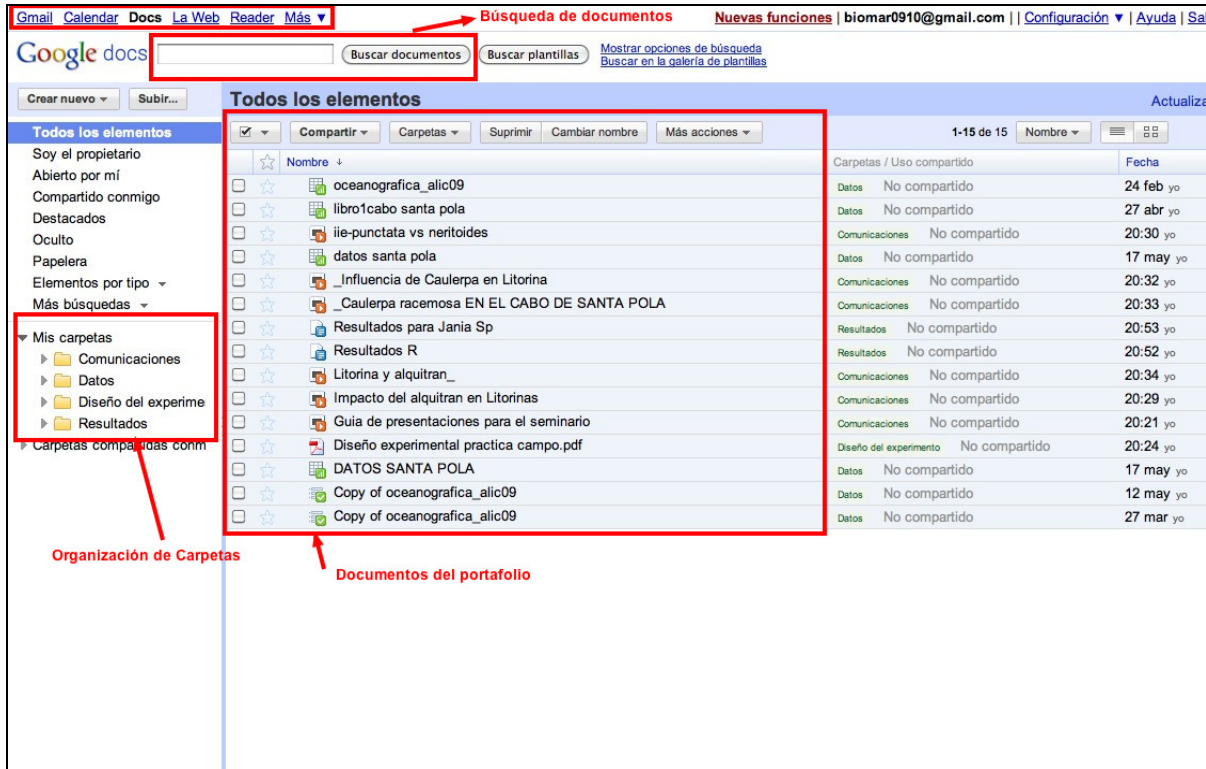 Gmail Calendar Docs La Web Reader Más ▼
Búsqueda de documentos
Nuevas funciones | biomar0910@gmail.com | | Configuración ▼ | Ayuda | Sal
Google docs Buscar documentos Buscar plantillas
Mostrar opciones de búsqueda
Buscar en la galería de plantillas
Crear nuevo Subir...
Todos los elementos
Actualiza
Todos los elementos
Soy el propietario
Abierto por mí
Compartido conmigo
Destacados
Oculto
Papelera
Elementos por tipo
Más búsquedas
Mis carpetas
Comunicaciones
Datos
Diseño del experime
Resultados
Carpetas compartidas conm
Compartir Carpetas Suprimir Cambiar nombre Más acciones 1-15 de 15 Nombre
Nombre Carpetas / Uso compartido Fecha
oceanografica_alic09 Datos No compartido 24 feb yo
libro1cabo santa pola Datos No compartido 27 abr yo
iie-punctata vs neritoides Comunicaciones No compartido 20:30 yo
datos santa pola Datos No compartido 17 may yo
_Influencia de Caulerpa en Litorina Comunicaciones No compartido 20:32 yo
_Caulerpa racemosa EN EL CABO DE SANTA POLA Comunicaciones No compartido 20:33 yo
Resultados para Jania Sp Resultados No compartido 20:53 yo
Resultados R Resultados No compartido 20:52 yo
Litorina y alquitran_ Comunicaciones No compartido 20:34 yo
Impacto del alquitran en Litorinas Comunicaciones No compartido 20:29 yo
Guia de presentaciones para el seminario Comunicaciones No compartido 20:21 yo
Diseño experimental practica campo.pdf Diseño del experimento No compartido 20:24 yo
DATOS SANTA POLA Datos No compartido 17 may yo
Copy of oceanografica_alic09 Datos No compartido 12 may yo
Copy of oceanografica_alic09 Datos No compartido 27 mar yo
Organización de Carpetas
Documentos del portafolio